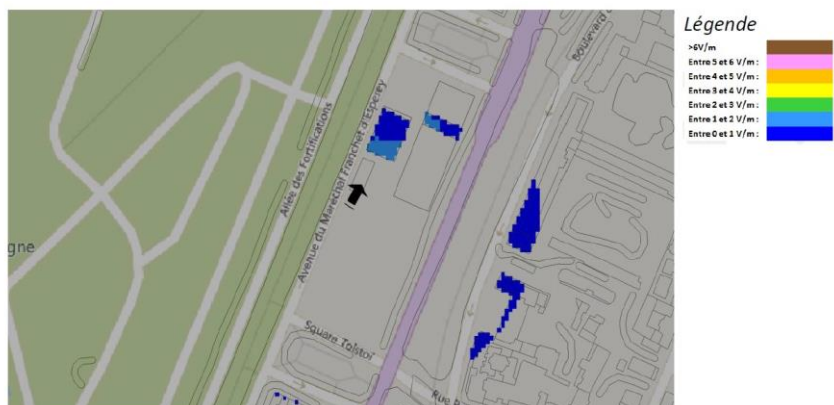 Légende
>6V/m
Entre 5 et 6 V/m :
Entre 4 et 5 V/m :
Entre 3 et 4 V/m :
Entre 2 et 3 V/m :
Entre 1 et 2 V/m :
Entre 0 et 1 V/m :
Boulevard
Allée des Fortifications
Avenue du Maréchal Franchet d'Espérey
gne
Square Tolstoï
Rue